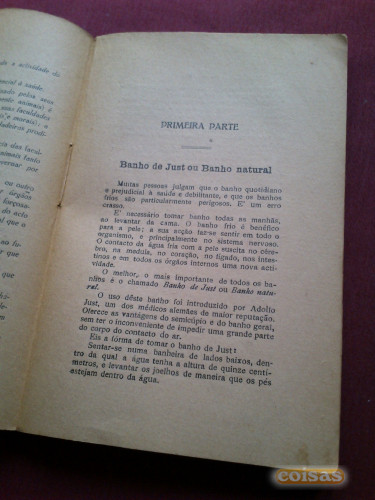 de a actividade do
encial à saúde.
animais) e
suas faculdades
e morais) e
PRIMEIRA PARTE
Banho de Just ou Banho natural
Muitas pessoas julgam que o banho quotidiano
é prejudicial à saúde e debilitante, e que os banhos
frios são particularmente perigosos. E' um erro
crasso.
E' necessário tomar banho todas as manhãs,
ao levantar da cama. O banho frio é benéfico
para a pele; a sua acção faz-se sentir em todo o
organismo, e principalmente no sistema nervoso.
O contacto da água fria com a pele suscita no cére-
bro, na medula, no coração, no fígado, nos intes-
tinos e em todos os órgãos internos uma nova acti-
vidade.
O melhor, o mais importante de todos os ba-
nhos é o chamado Banho de Just ou Banho natu-
ral.
O uso dêste banho foi introduzido por Adolfo
Just, um dos médicos alemães de maior reputação.
Oferece as vantagens do semicúpio e do banho geral,
sem ter o inconveniente de impedir uma grande parte
do corpo do contacto do ar.
Eis a forma de tomar o banho de Just:
Sentar-se numa banheira de lados baixos, den-
tro da qual a água tenha a altura de quinze centí-
metros, e levantar os joelhos de maneira que os pés
estejam dentro da água.
coisas